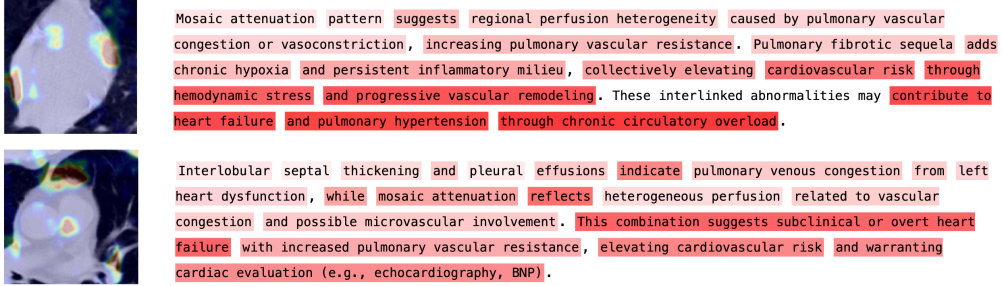 Mosaic attenuation pattern suggests regional perfusion heterogeneity caused by pulmonary vascular
congestion or vasoconstriction, increasing pulmonary vascular resistance. Pulmonary fibrotic sequela adds
chronic hypoxia and persistent inflammatory milieu, collectively elevating cardiovascular risk through
hemodynamic stress and progressive vascular remodeling. These interlinked abnormalities may contribute to
heart failure and pulmonary hypertension through chronic circulatory overload.
Interlobular septal thickening and pleural effusions indicate pulmonary venous congestion from left
heart dysfunction, while mosaic attenuation reflects heterogeneous perfusion related to vascular
congestion and possible microvascular involvement. This combination suggests subclinical or overt heart
failure with increased pulmonary vascular resistance, elevating cardiovascular risk and warranting
cardiac evaluation (e.g., echocardiography, BNP).